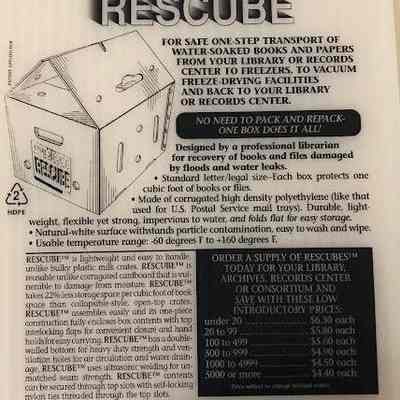 RESCUBE
FOR SAFE ONE-STEP TRANSPORT OF
WATER-SOAKED BOOKS AND PAPERS
FROM YOUR LIBRARY OR RECORDS
CENTER TO FREEZERS, TO VACUUM
FREEZE-DRYING FACILITIES
AND BACK TO YOUR LIBRARY
OR RECORDS CENTER.
NO NEED TO PACK AND REPACK-
ONE BOX DOES IT ALL!
Designed by a professional librarian
for recovery of books and files damaged
by floods and water leaks.
• Standard letter/legal size–Each box protects one
cubic foot of books or files.
• Made of corrugated high density polyethylene (like that
used for U.S. Postal Service mail trays). Durable, light-
weight, flexible yet strong, impervious to water, and folds flat for easy storage.
• Natural-white surface withstands particle contamination, easy to wash and wipe.
• Usable temperature range: -60 degrees F to +160 degrees F.
RESCUBE
2
HDPE
RESCUBE™ is lightweight and easy to handle,
unlike bulky plastic milk crates. RESCUBE™ is
reusable unlike corrugated cardboard that is vul-
nerable to damage from moisture. RESCUBE™
takes 22% less storage space per cubic foot of book
space than collapsible-style, open-top crates.
RESCUBE™ assembles easily and its one-piece
construction fully encloses box contents with top
interlocking flaps for convenient closure and hand
holds for easy carrying. RESCUBE™ has a double-
walled bottom for heavy duty strength and ven-
tilation holes for air circulation and water drain-
age. RESCUBE™ uses ultrasonic welding for un-
matched seam strength. RESCUBE™ contents
can be secured through top slots with self-locking
nylon ties threaded through the top slots.
ORDER A SUPPLY OF RESCUBES™
TODAY FOR YOUR LIBRARY,
ARCHIVES, RECORDS CENTER
OR CONSORTIUM AND
SAVE WITH THESE LOW
INTRODUCTORY PRICES:
under 20 $6.30 each
20 to 99 $5.80 each
100 to 499 $5.60 each
500 to 999 $4.90 each
1000 to 4999 $4.50 each
5000 or more $4.40 each
Price subject to change without notice.